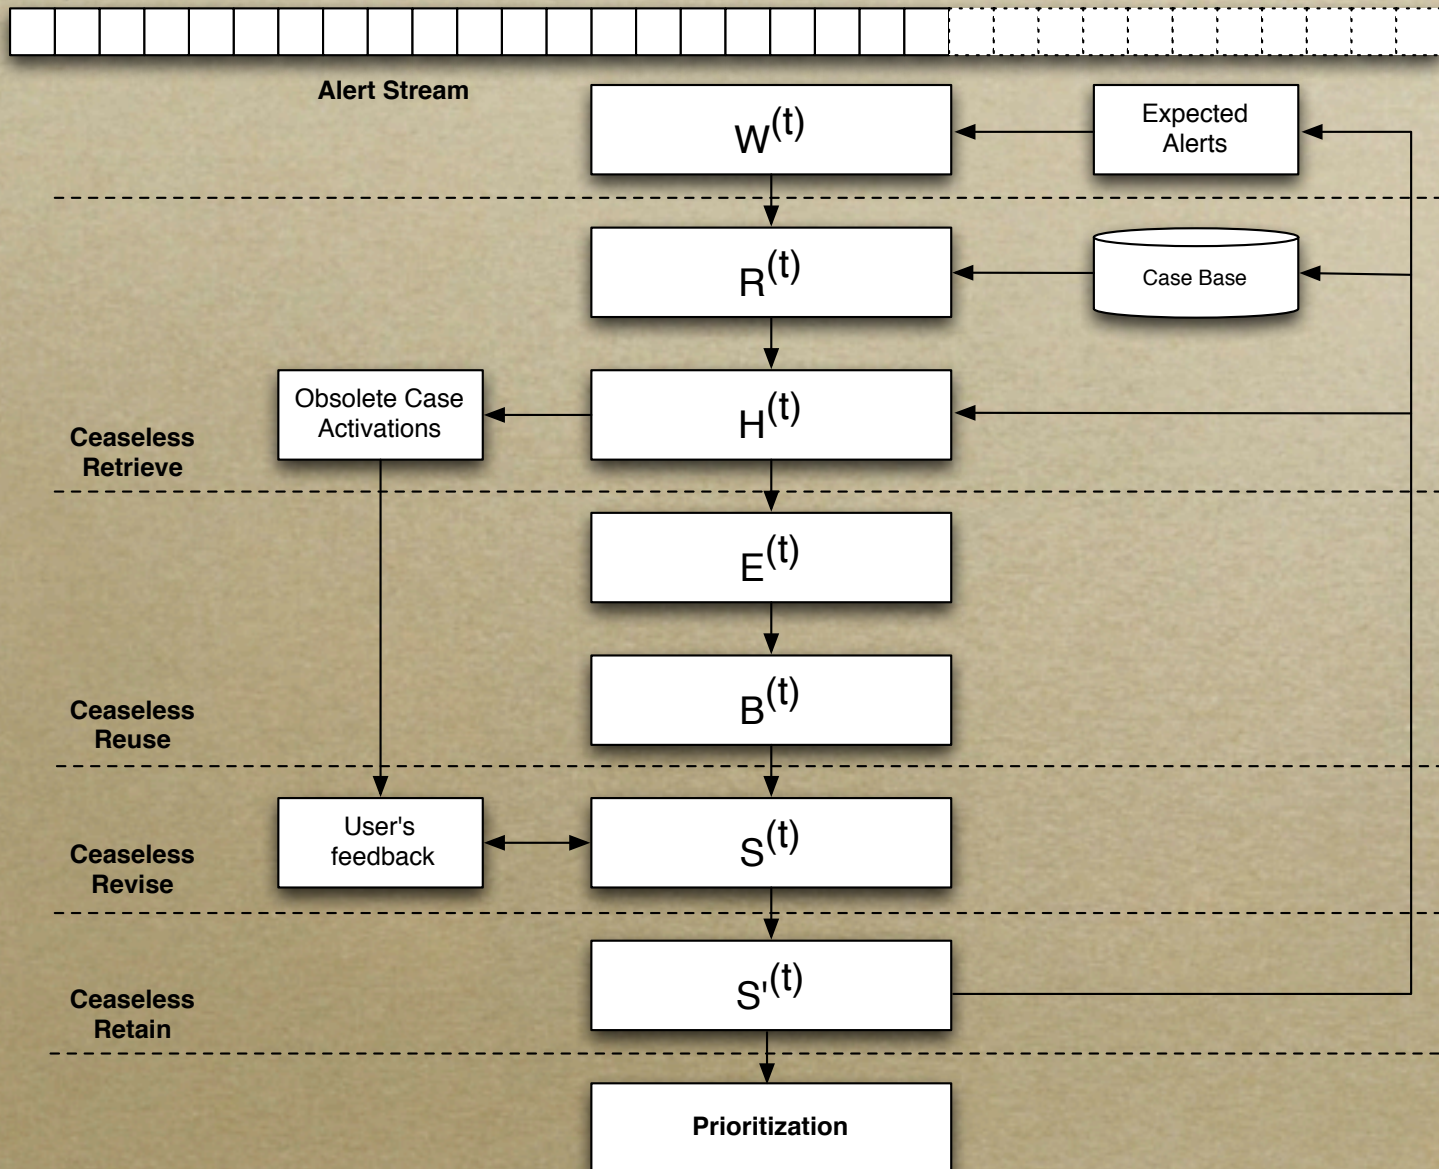 Alert Stream
W(t)
Expected
Alerts
R(t)
Case Base
Obsolete Case
Activations
H(t)
Ceaseless
Retrieve
E(t)
B(t)
Ceaseless
Reuse
User's
feedback
S(t)
Ceaseless
Revise
S'(t)
Ceaseless
Retain
Prioritization